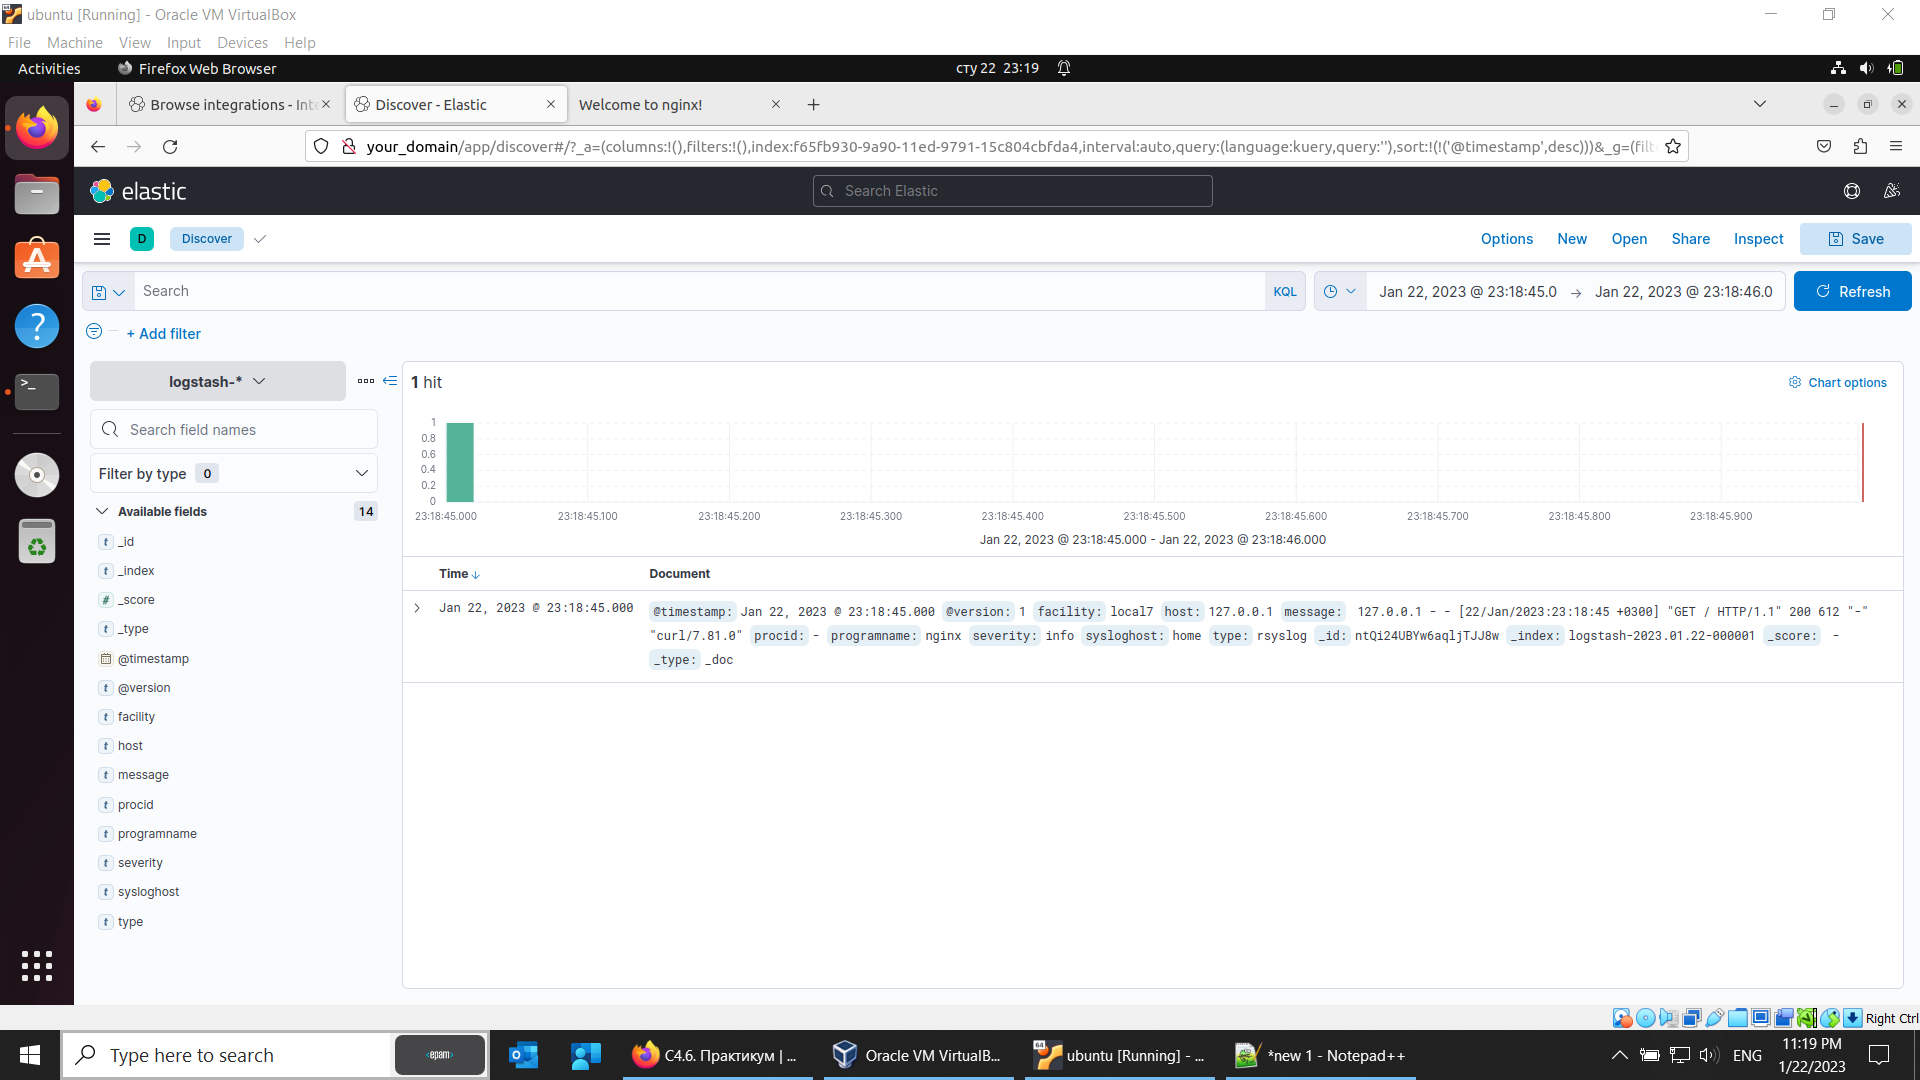 ubuntu [Running] - Oracle VM VirtualBox
File Machine View Input Devices Help
Activities Firefox Web Browser сту 22 23:19
Browse integrations - Inte Discover - Elastic Welcome to nginx!
your_domain/app/discover#/?_a=(columns:!(),filters:!(),index:f65fb930-9a90-11ed-9791-15c804cbfda4,interval:auto,query:(language:kuery,query:''),sort:!(!('@timestamp',desc)))&_g=(filt
elastic Search Elastic
D Discover Options New Open Share Inspect Save
Search KQL Jan 22, 2023 @ 23:18:45.0 → Jan 22, 2023 @ 23:18:46.0 Refresh
+ Add filter
logstash-* 1 hit Chart options
Search field names
Filter by type 0
Available fields 14
_id
_index
_score
_type
@timestamp
@version
facility
host
message
procid
programname
severity
sysloghost
type
1
0.8
0.6
0.4
0.2
0
23:18:45.000 23:18:45.100 23:18:45.200 23:18:45.300 23:18:45.400 23:18:45.500 23:18:45.600 23:18:45.700 23:18:45.800 23:18:45.900
Jan 22, 2023 @ 23:18:45.000 - Jan 22, 2023 @ 23:18:46.000
Time ↓ Document
Jan 22, 2023 @ 23:18:45.000 @timestamp: Jan 22, 2023 @ 23:18:45.000 @version: 1 facility: local7 host: 127.0.0.1 message: 127.0.0.1 - - [22/Jan/2023:23:18:45 +0300] "GET / HTTP/1.1" 200 612 "-"
"curl/7.81.0" procid: - programname: nginx severity: info sysloghost: home type: rsyslog _id: ntQi24UBYw6aqljTJJ8w _index: logstash-2023.01.22-000001 _score: -
_type: _doc
Right Ctrl
Type here to search <epam> C4.6. Практикум | ... Oracle VM VirtualB... ubuntu [Running] - ... *new 1 - Notepad++ ENG 11:19 PM
1/22/2023